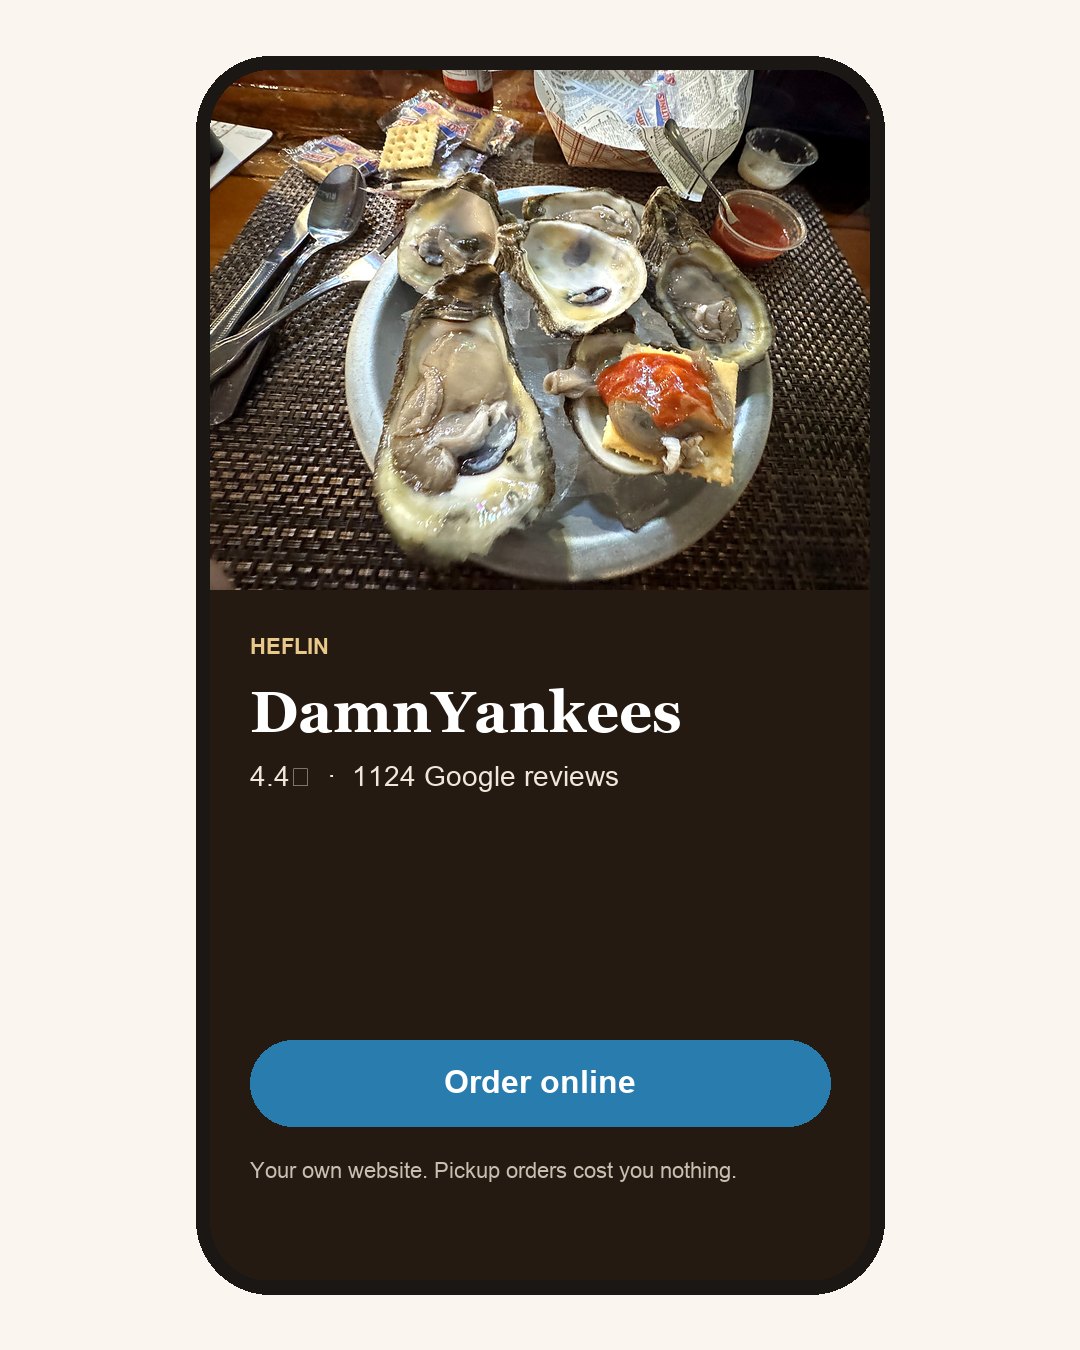 HEFLIN
DamnYankees
4.4□ · 1124 Google reviews
Order online
Your own website. Pickup orders cost you nothing.